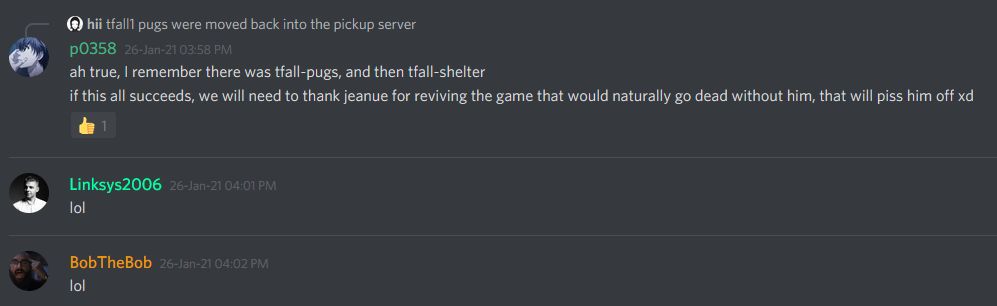 hii tfall1 pugs were moved back into the pickup server
p0358 26-Jan-21 03:58 PM
ah true, I remember there was tfall-pugs, and then tfall-shelter
if this all succeeds, we will need to thank jeanue for reviving the game that would naturally go dead without him, that will piss him off xd
👍 1
Linksys2006 26-Jan-21 04:01 PM
lol
BobTheBob 26-Jan-21 04:02 PM
lol